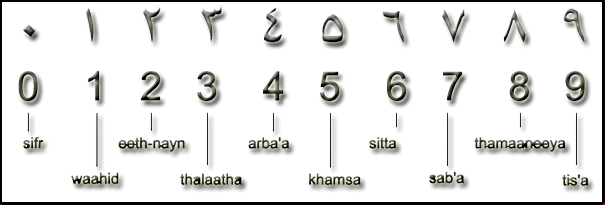 ٠ ١ ٢ ٣ ٤ ٥ ٦ ٧ ٨ ٩
0 1 2 3 4 5 6 7 8 9
sifr eeth-nayn arba'a sitta thamaaneeya
waahid thalaatha khamsa sab'a tis'a